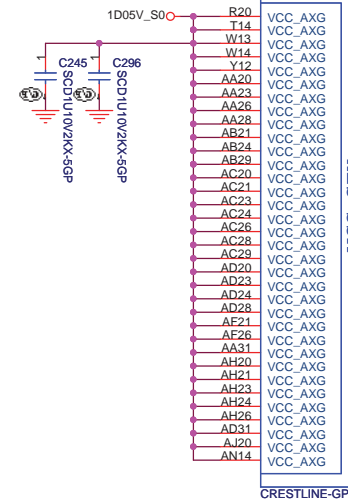 1D05V_S0
R20 VCC_AXG
T14 VCC_AXG
W13 VCC_AXG
W14 VCC_AXG
Y12 VCC_AXG
AA20 VCC_AXG
AA23 VCC_AXG
AA26 VCC_AXG
AA28 VCC_AXG
AB21 VCC_AXG
AB24 VCC_AXG
AB29 VCC_AXG
AC20 VCC_AXG
AC21 VCC_AXG
AC23 VCC_AXG
AC24 VCC_AXG
AC26 VCC_AXG
AC28 VCC_AXG
AC29 VCC_AXG
AD20 VCC_AXG
AD23 VCC_AXG
AD24 VCC_AXG
AD28 VCC_AXG
AF21 VCC_AXG
AF26 VCC_AXG
AA31 VCC_AXG
AH20 VCC_AXG
AH21 VCC_AXG
AH23 VCC_AXG
AH24 VCC_AXG
AH26 VCC_AXG
AD31 VCC_AXG
AJ20 VCC_AXG
AN14 VCC_AXG
1
C245
SCD1U10V2KX-5GP
1
C296
SCD1U10V2KX-5GP
CRESTLINE-GP